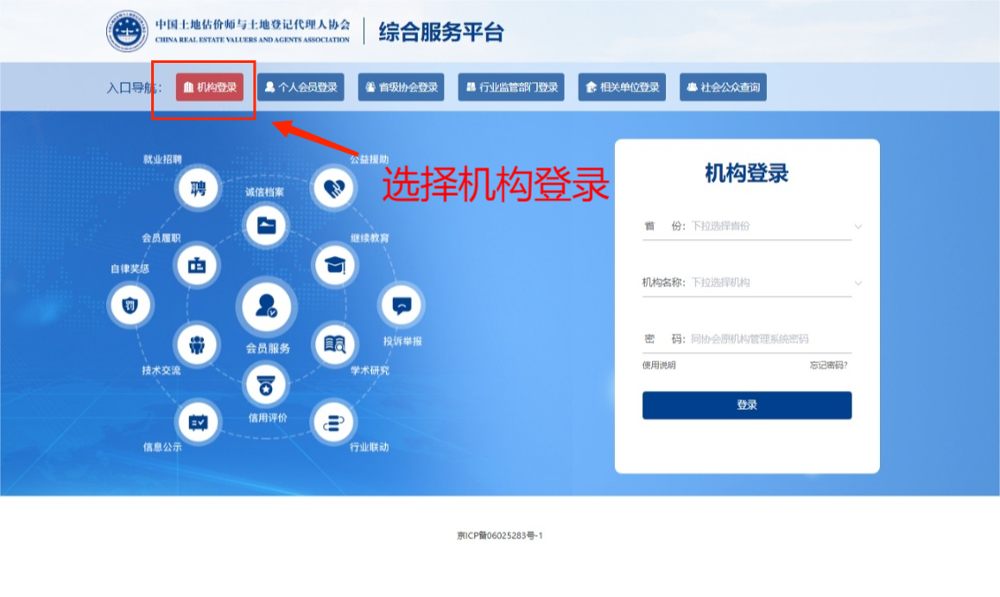 中国土地估价师与土地登记代理人协会
CHINA REAL ESTATE VALUERS AND AGENTS ASSOCIATION
综合服务平台
入口导航：
机构登录
个人会员登录
省级协会登录
行业监管部门登录
相关单位登录
社会公众查询
选择机构登录
就业招聘
聘
公益援助
诚信档案
会员履职
继续教育
自律奖惩
罚
会员服务
投诉举报
技术交流
学术研究
信用评价
信息公示
行业联动
机构登录
省 份：下拉选择省份
机构名称：下拉选择机构
密 码：同协会原机构管理系统密码
使用说明 忘记密码？
登录
京ICP备06025283号-1